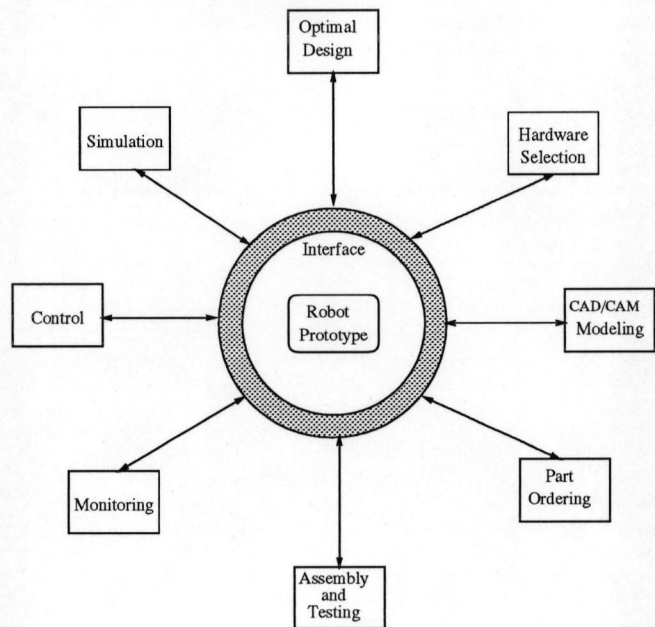 Optimal
Design
Simulation
Hardware
Selection
Interface
Control
Robot
Prototype
CAD/CAM
Modeling
Monitoring
Part
Ordering
Assembly
and
Testing